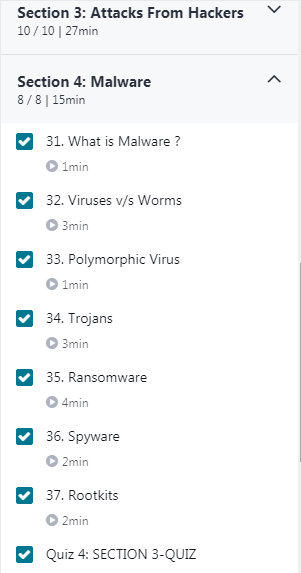 Section 3: Attacks From Hackers
10 / 10 | 27min
Section 4: Malware
8 / 8 | 15min
31. What is Malware ?
1min
32. Viruses v/s Worms
3min
33. Polymorphic Virus
1min
34. Trojans
3min
35. Ransomware
4min
36. Spyware
2min
37. Rootkits
2min
Quiz 4: SECTION 3-QUIZ